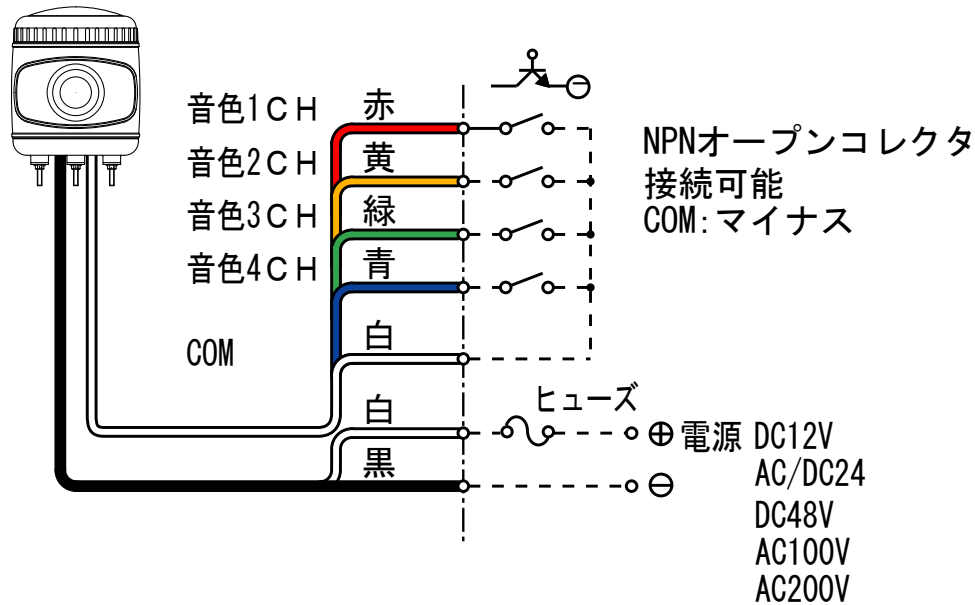 音色1CH 赤
音色2CH 黄
音色3CH 緑
音色4CH 青
COM 白
NPNオープンコレクタ
接続可能
COM:マイナス
白 ヒューズ ⊕電源 DC12V
黒 ⊖ AC/DC24
DC48V
AC100V
AC200V